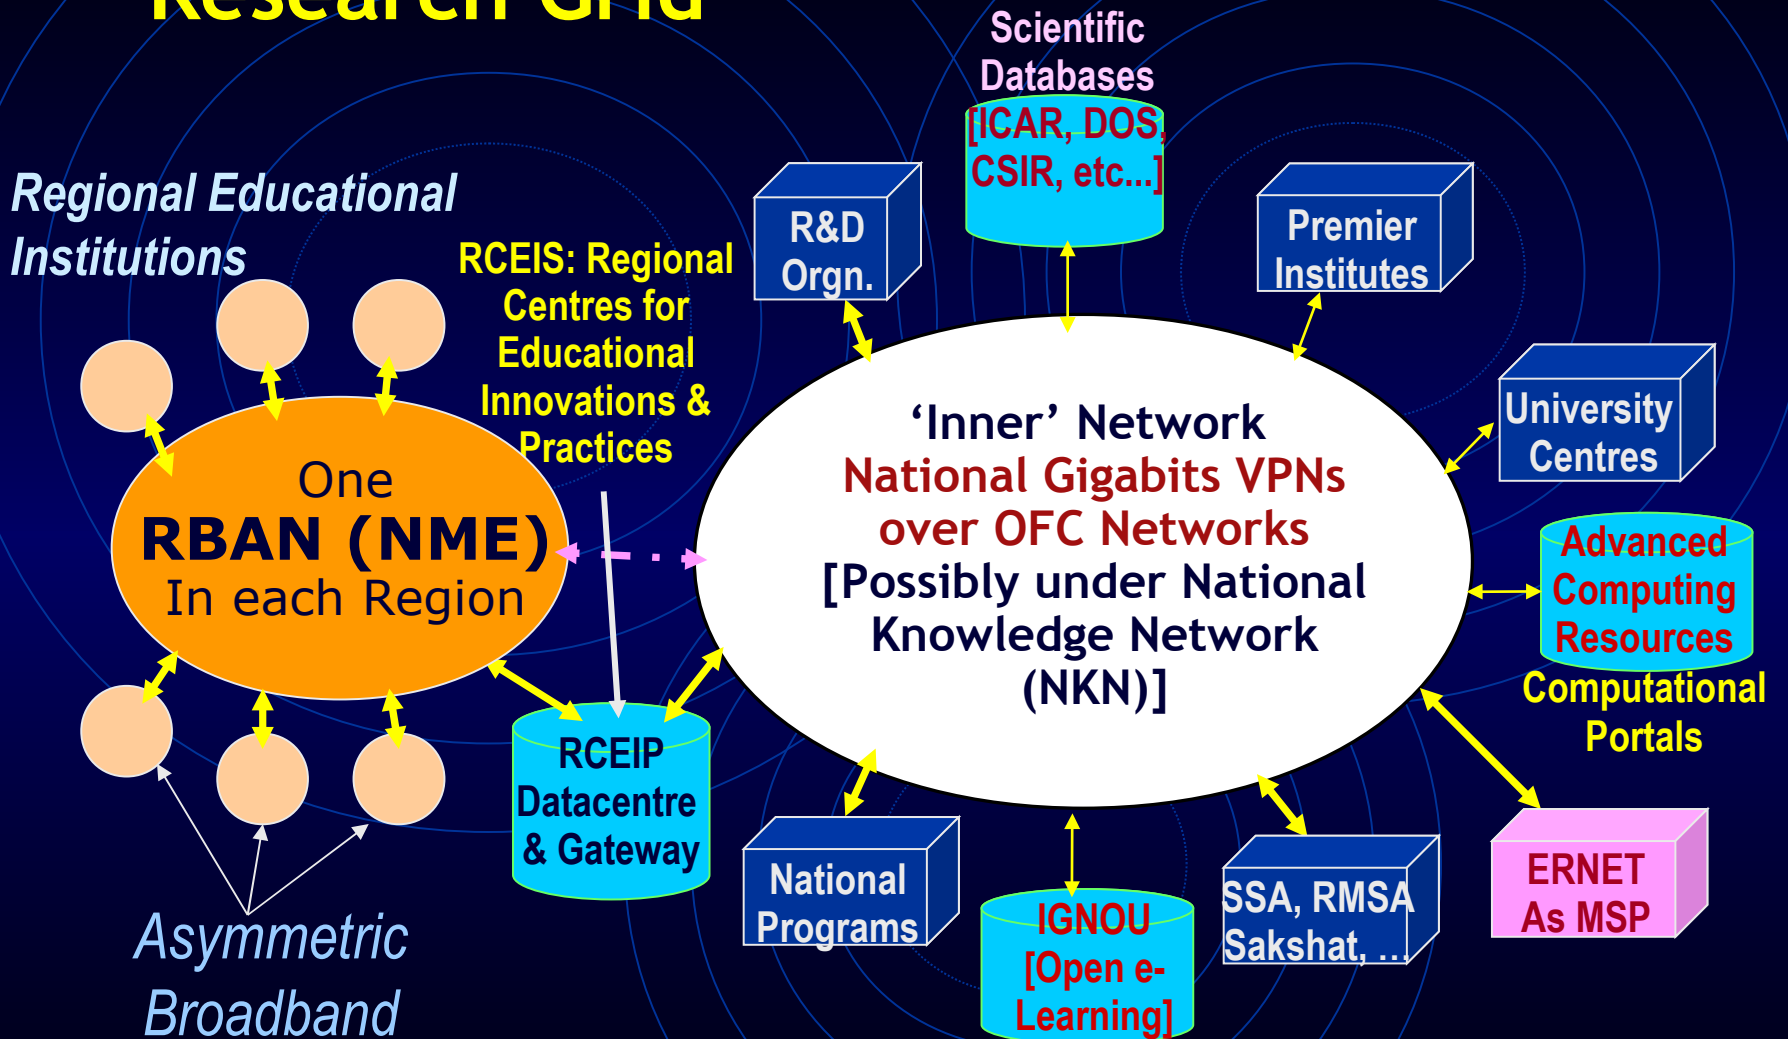 Research Grid
Scientific
Databases
[ICAR, DOS,
CSIR, etc...]
Regional Educational
Institutions
RCEIS: Regional
Centres for
Educational
Innovations &
Practices
R&D
Orgn.
Premier
Institutes
University
Centres
One
RBAN (NME)
In each Region
‘Inner’ Network
National Gigabits VPNs
over OFC Networks
[Possibly under National
Knowledge Network
(NKN)]
Advanced
Computing
Resources
Computational
Portals
RCEIP
Datacentre
& Gateway
National
Programs
IGNOU
[Open e-
Learning]
SSA, RMSA
Sakshat, ...
ERNET
As MSP
Asymmetric
Broadband